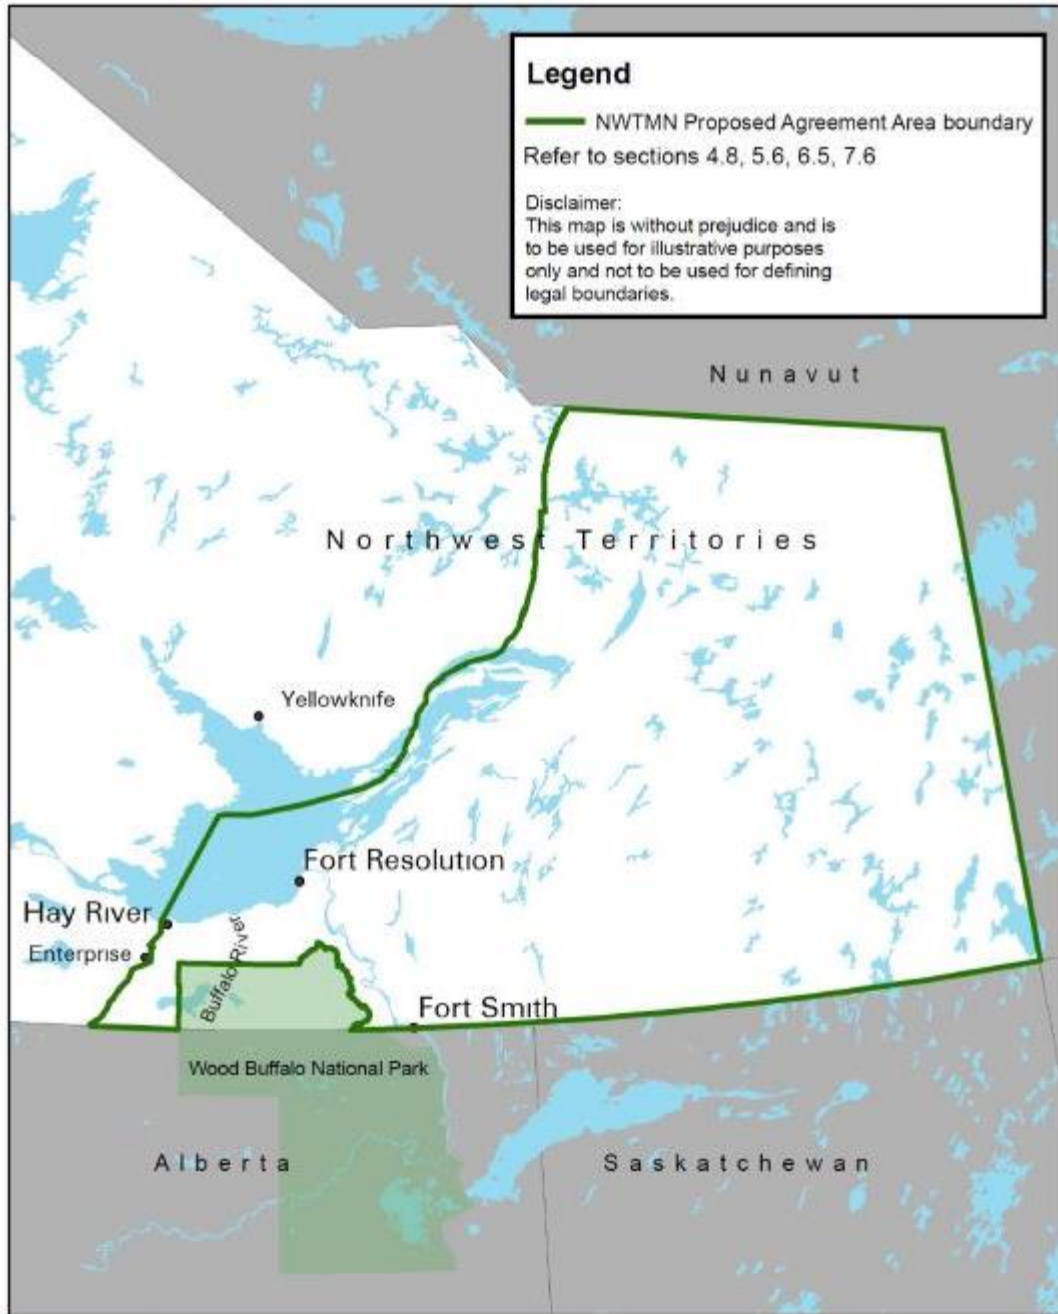 Legend
NWTMN Proposed Agreement Area boundary
Refer to sections 4.8, 5.6, 6.5, 7.6
Disclaimer:
This map is without prejudice and is
to be used for illustrative purposes
only and not to be used for defining
legal boundaries.
Nunavut
Northwest Territories
Yellowknife
Fort Resolution
Hay River
Enterprise
Buffalo River
Fort Smith
Wood Buffalo National Park
Alberta
Saskatchewan